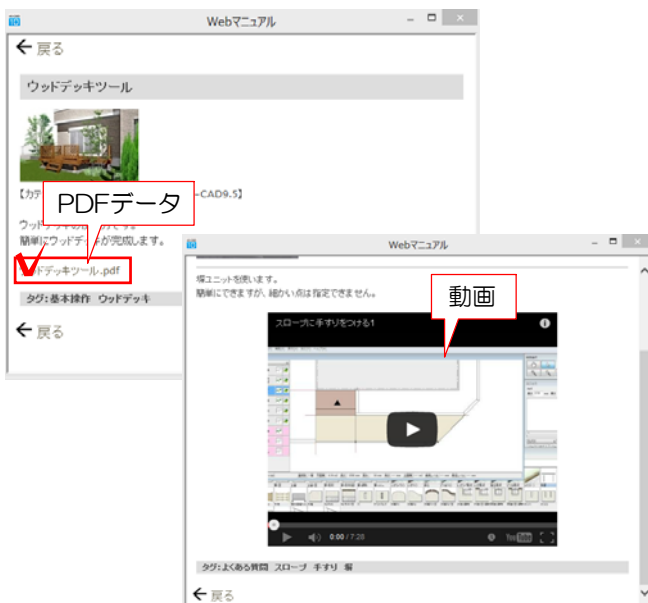 Webマニュアル
戻る
ウッドデッキツール
【カテ
-CAD9.5】
PDFデータ
簡単にウッドデッキが完成します。
ッドデッキツール.pdf
タグ:基本操作 ウッドデッキ
戻る
Webマニュアル
塀ユニットを使います。
簡単にできますが、細かい点は指定できません。
動画
スロープに手すりをつける1
0:00 / 7:28
YouTube
タグ:よくある質問 スロープ 手すり 塀
戻る